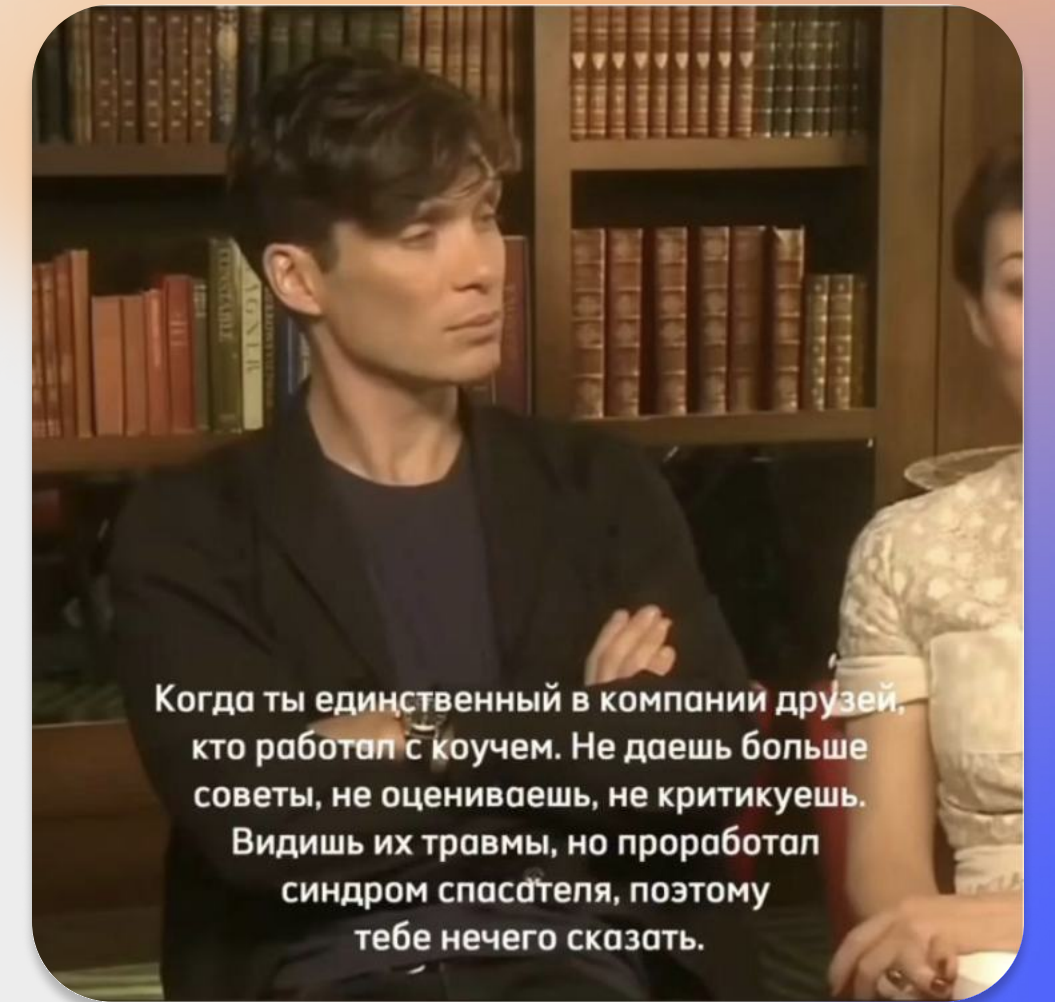 Когда ты единственный в компании друзей,
кто работал с коучем. Не даешь больше
советы, не оцениваешь, не критикуешь.
Видишь их травмы, но проработал
синдром спасателя, поэтому
тебе нечего сказать.